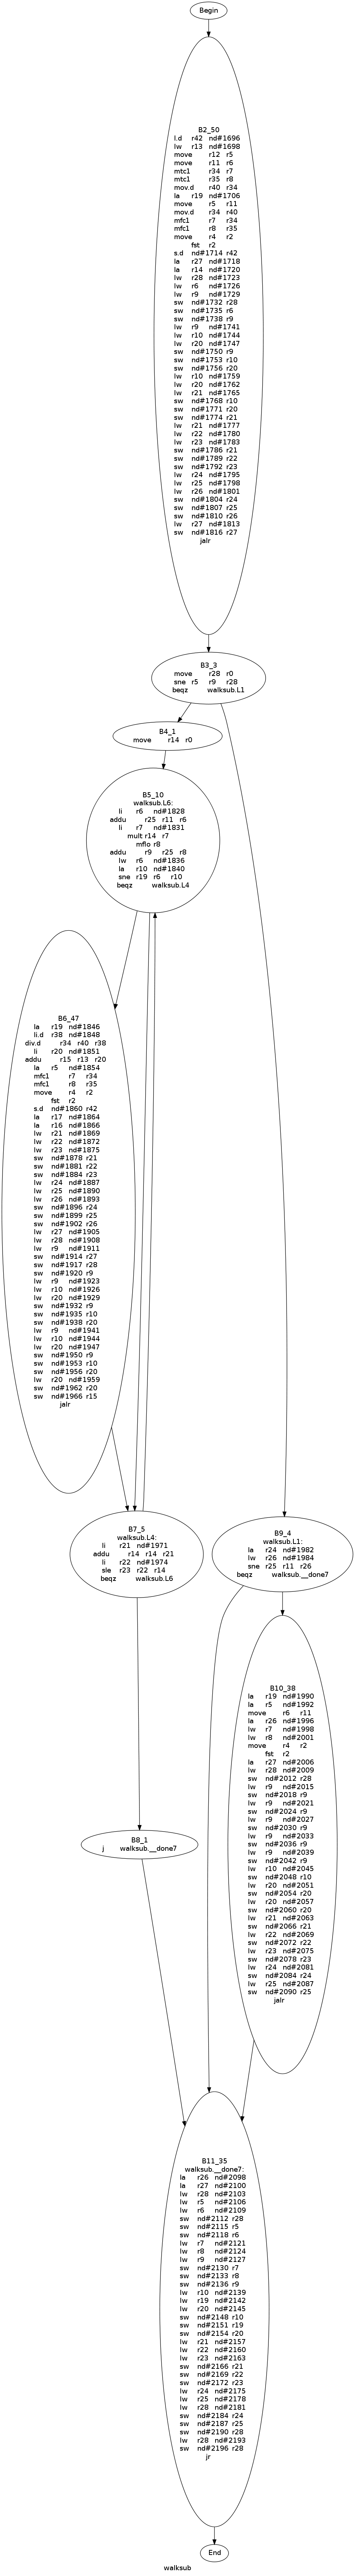 Begin
B2_50
l.d r42 nd#1696
lw r13 nd#1698
move r12 r5
move r11 r6
mtc1 r34 r7
mtc1 r35 r8
mov.d r40 r34
la r19 nd#1706
move r5 r11
mov.d r34 r40
mfc1 r7 r34
mfc1 r8 r35
move r4 r2
fst r2
s.d nd#1714 r42
la r27 nd#1718
la r14 nd#1720
lw r28 nd#1723
lw r6 nd#1726
lw r9 nd#1729
sw nd#1732 r28
sw nd#1735 r6
sw nd#1738 r9
lw r9 nd#1741
lw r10 nd#1744
lw r20 nd#1747
sw nd#1750 r9
sw nd#1753 r10
sw nd#1756 r20
lw r10 nd#1759
lw r20 nd#1762
lw r21 nd#1765
sw nd#1768 r10
sw nd#1771 r20
sw nd#1774 r21
lw r21 nd#1777
lw r22 nd#1780
lw r23 nd#1783
sw nd#1786 r21
sw nd#1789 r22
sw nd#1792 r23
lw r24 nd#1795
lw r25 nd#1798
lw r26 nd#1801
sw nd#1804 r24
sw nd#1807 r25
sw nd#1810 r26
lw r27 nd#1813
sw nd#1816 r27
jalr
B3_3
move r28 r0
sne r5 r9 r28
beqz walksub.L1
B4_1
move r14 r0
B5_10
walksub.L6:
li r6 nd#1828
addu r25 r11 r6
li r7 nd#1831
mult r14 r7
mflo r8
addu r9 r25 r8
lw r6 nd#1836
la r10 nd#1840
sne r19 r6 r10
beqz walksub.L4
B6_47
la r19 nd#1846
li.d r38 nd#1848
div.d r34 r40 r38
li r20 nd#1851
addu r15 r13 r20
la r5 nd#1854
mfc1 r7 r34
mfc1 r8 r35
move r4 r2
fst r2
s.d nd#1860 r42
la r17 nd#1864
la r16 nd#1866
lw r21 nd#1869
lw r22 nd#1872
lw r23 nd#1875
sw nd#1878 r21
sw nd#1881 r22
sw nd#1884 r23
lw r24 nd#1887
lw r25 nd#1890
lw r26 nd#1893
sw nd#1896 r24
sw nd#1899 r25
sw nd#1902 r26
lw r27 nd#1905
lw r28 nd#1908
lw r9 nd#1911
sw nd#1914 r27
sw nd#1917 r28
sw nd#1920 r9
lw r9 nd#1923
lw r10 nd#1926
lw r20 nd#1929
sw nd#1932 r9
sw nd#1935 r10
sw nd#1938 r20
lw r9 nd#1941
lw r10 nd#1944
lw r20 nd#1947
sw nd#1950 r9
sw nd#1953 r10
sw nd#1956 r20
lw r20 nd#1959
sw nd#1962 r20
sw nd#1966 r15
jalr
B7_5
walksub.L4:
li r21 nd#1971
addu r14 r14 r21
li r22 nd#1974
sle r23 r22 r14
beqz walksub.L6
B9_4
walksub.L1:
la r24 nd#1982
lw r26 nd#1984
sne r25 r11 r26
beqz walksub.__done7
B10_38
la r19 nd#1990
la r5 nd#1992
move r6 r11
la r26 nd#1996
lw r7 nd#1998
lw r8 nd#2001
move r4 r2
fst r2
la r27 nd#2006
lw r28 nd#2009
sw nd#2012 r28
lw r9 nd#2015
sw nd#2018 r9
lw r9 nd#2021
sw nd#2024 r9
lw r9 nd#2027
sw nd#2030 r9
lw r9 nd#2033
sw nd#2036 r9
lw r9 nd#2039
sw nd#2042 r9
lw r10 nd#2045
sw nd#2048 r10
lw r20 nd#2051
sw nd#2054 r20
lw r20 nd#2057
sw nd#2060 r20
lw r21 nd#2063
sw nd#2066 r21
lw r22 nd#2069
sw nd#2072 r22
lw r23 nd#2075
sw nd#2078 r23
lw r24 nd#2081
sw nd#2084 r24
lw r25 nd#2087
sw nd#2090 r25
jalr
B8_1
j walksub.__done7
B11_35
walksub.__done7:
la r26 nd#2098
la r27 nd#2100
lw r28 nd#2103
lw r5 nd#2106
lw r6 nd#2109
sw nd#2112 r28
sw nd#2115 r5
sw nd#2118 r6
lw r7 nd#2121
lw r8 nd#2124
lw r9 nd#2127
sw nd#2130 r7
sw nd#2133 r8
sw nd#2136 r9
lw r10 nd#2139
lw r19 nd#2142
lw r20 nd#2145
sw nd#2148 r10
sw nd#2151 r19
sw nd#2154 r20
lw r21 nd#2157
lw r22 nd#2160
lw r23 nd#2163
sw nd#2166 r21
sw nd#2169 r22
sw nd#2172 r23
lw r24 nd#2175
lw r25 nd#2178
lw r28 nd#2181
sw nd#2184 r24
sw nd#2187 r25
sw nd#2190 r28
lw r28 nd#2193
sw nd#2196 r28
jr
End
walksub